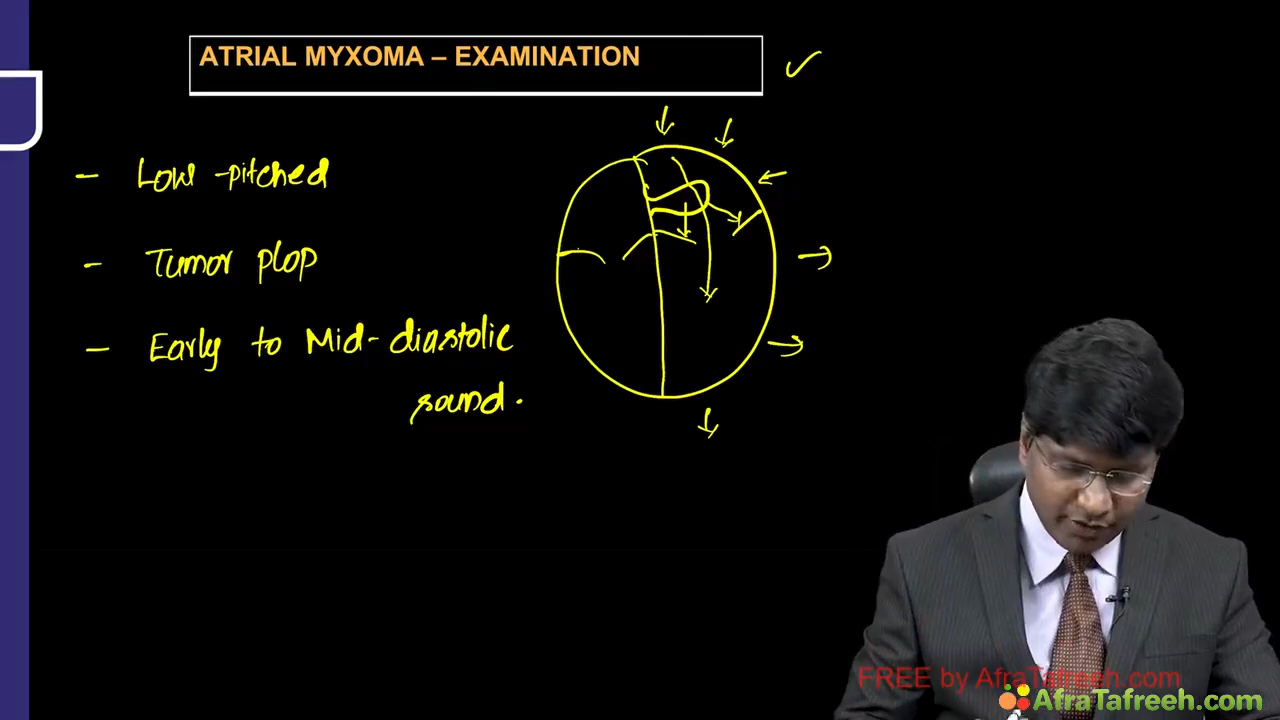 ATRIAL MYXOMA – EXAMINATION
- Low-pitched
- Tumor plop
- Early to Mid-diastolic
sound.
FREE by AfraTafreeh.com
AfraTafreeh.com